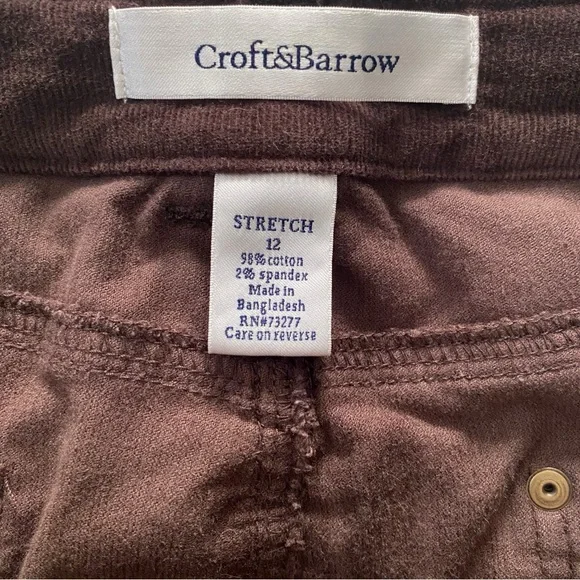 Croft&Barrow
STRETCH
12
98% cotton
2% spandex
Made in
Bangladesh
RN#73277
Care on reverse